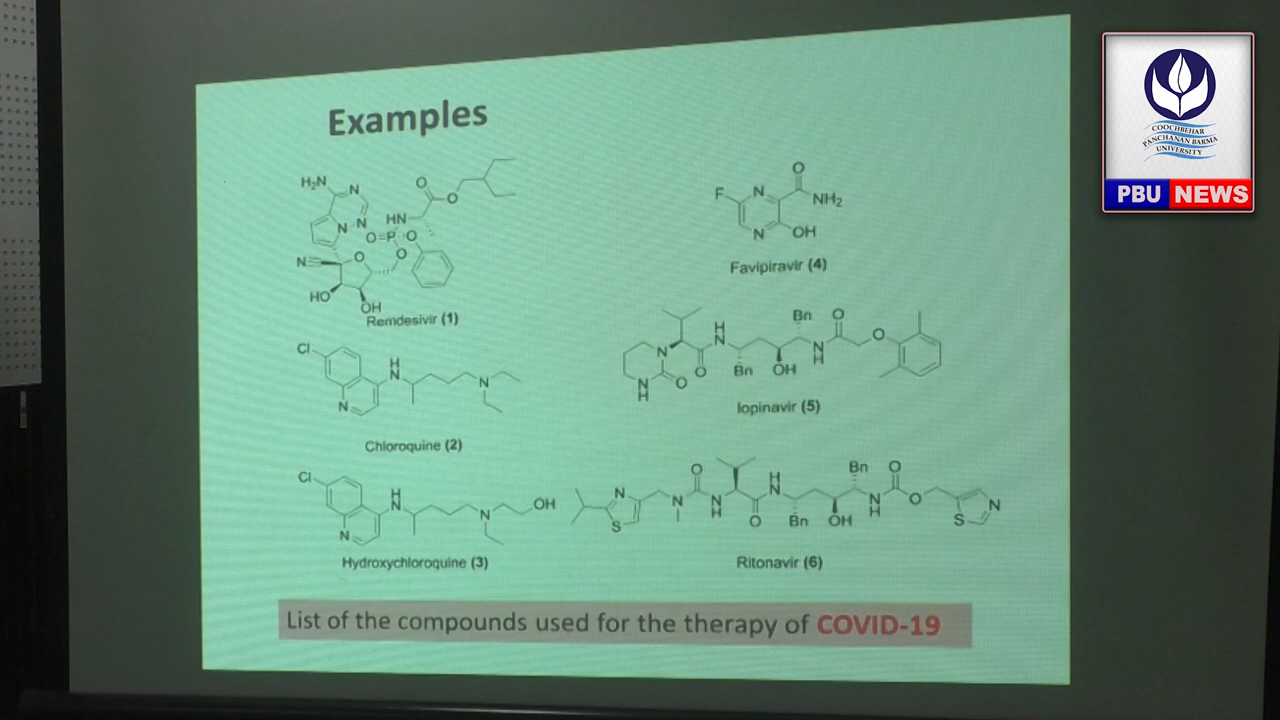 Examples
H₂N
N
N
N
HN
O
O
O=P
O
O
N
O
HO
OH
Remdesivir (1)
F
N
O
NH₂
N
OH
Favipiravir (4)
Cl
H
N
N
N
Chloroquine (2)
N
N
H
O
O
H
N
Bn
OH
Bn
N
H
O
O
lopinavir (5)
Cl
H
N
N
N
OH
Hydroxychloroquine (3)
N
S
N
O
N
H
O
H
N
Bn
OH
Bn
N
H
O
O
S
N
Ritonavir (6)
List of the compounds used for the therapy of COVID-19
COOCHBEHAR
PANCHANAN BARMA
UNIVERSITY
PBU NEWS